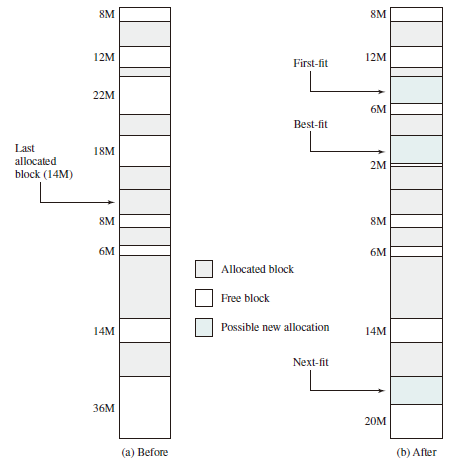 8M
12M
22M
Last
allocated
block (14M)
18M
8M
6M
14M
36M
(a) Before
Allocated block
Free block
Possible new allocation
8M
First-fit
12M
6M
Best-fit
2M
8M
6M
14M
Next-fit
20M
(b) After